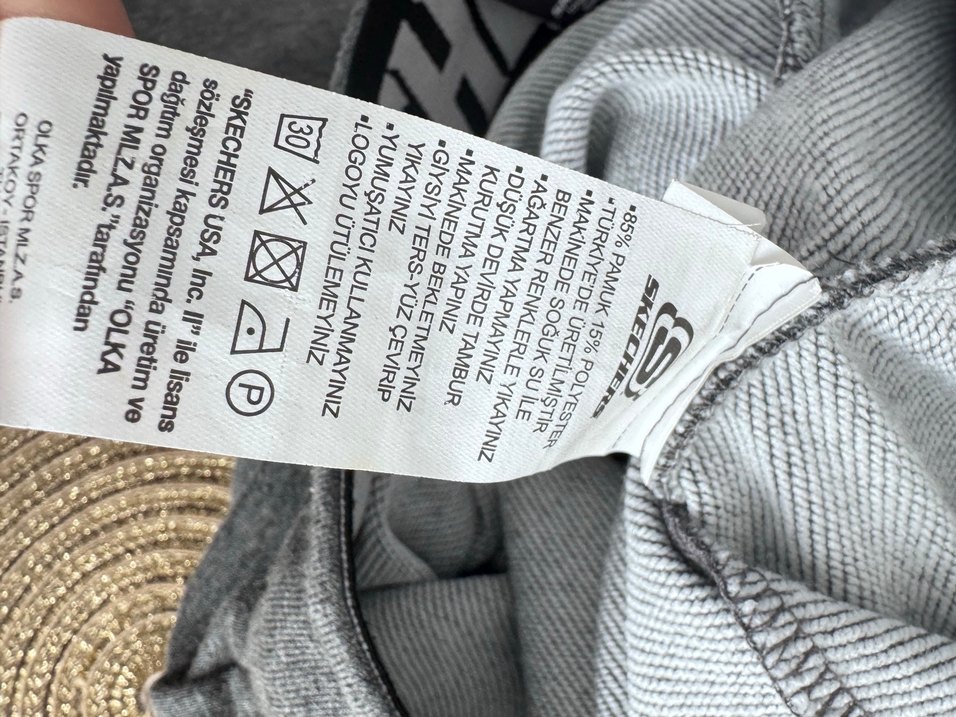 SKECHERS
▪85% PAMUK 15% POLYESTER
▪TÜRKİYE'DE ÜRETİLMİŞTİR
▪MAKİNEDE SOĞUK SU İLE
BENZER RENKLERLE YIKAYINIZ
▪AĞARTMA YAPMAYINIZ
▪DÜŞÜK DEVİRDE TAMBUR
KURUTMA YAPINIZ
▪MAKİNEDE BEKLETMEYİNİZ
▪GİYSİYİ TERS-YÜZ ÇEVİRİP
YIKAYINIZ
▪YUMUŞATICI KULLANMAYINIZ
▪LOGOYU ÜTÜLEMEYİNİZ
30
P
"SKECHERS USA, Inc. II" ile lisans
sözleşmesi kapsamında üretim ve
dağıtım organizasyonu "OLKA
SPOR MLZ.A.S. "tarafından
yapılmaktadır.
OLKA SPOR MLZ.A.S.
ORTAKÖY - İSTANBUL